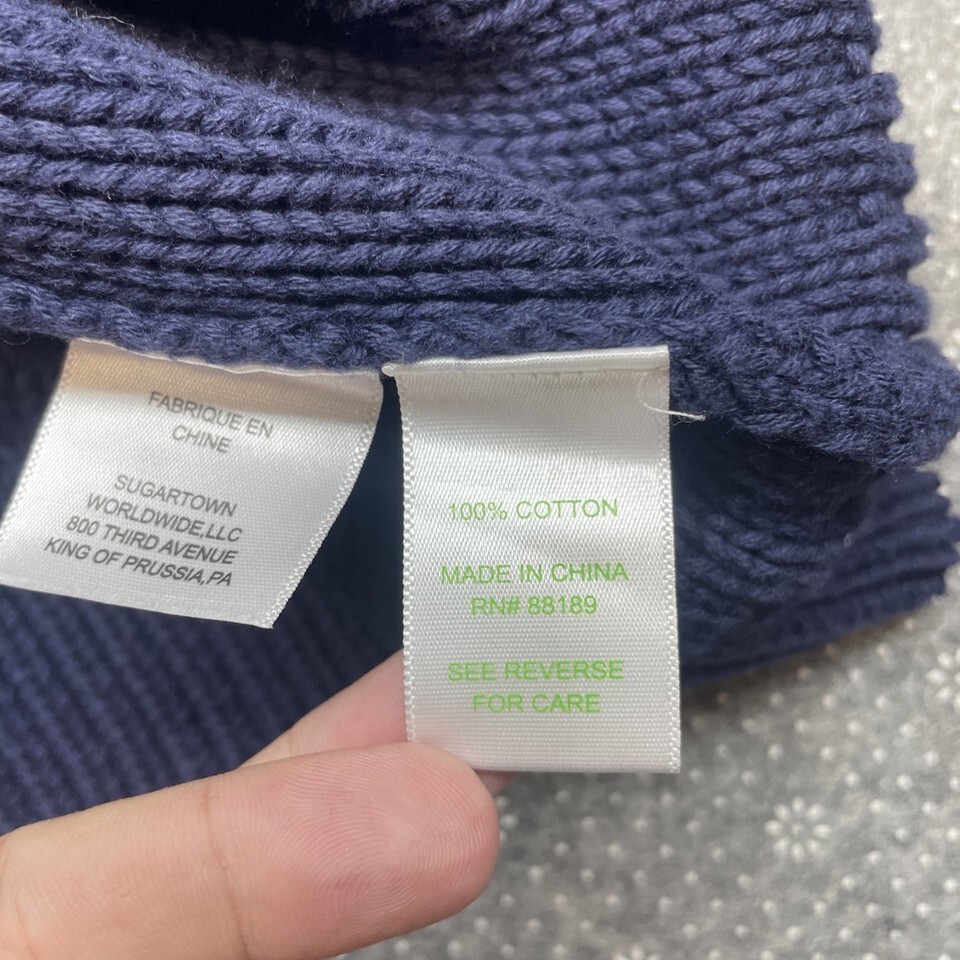 FABRIQUE EN
CHINE
SUGARTOWN
WORLDWIDE,LLC
800 THIRD AVENUE
KING OF PRUSSIA,PA
100% COTTON
MADE IN CHINA
RN# 88189
SEE REVERSE
FOR CARE